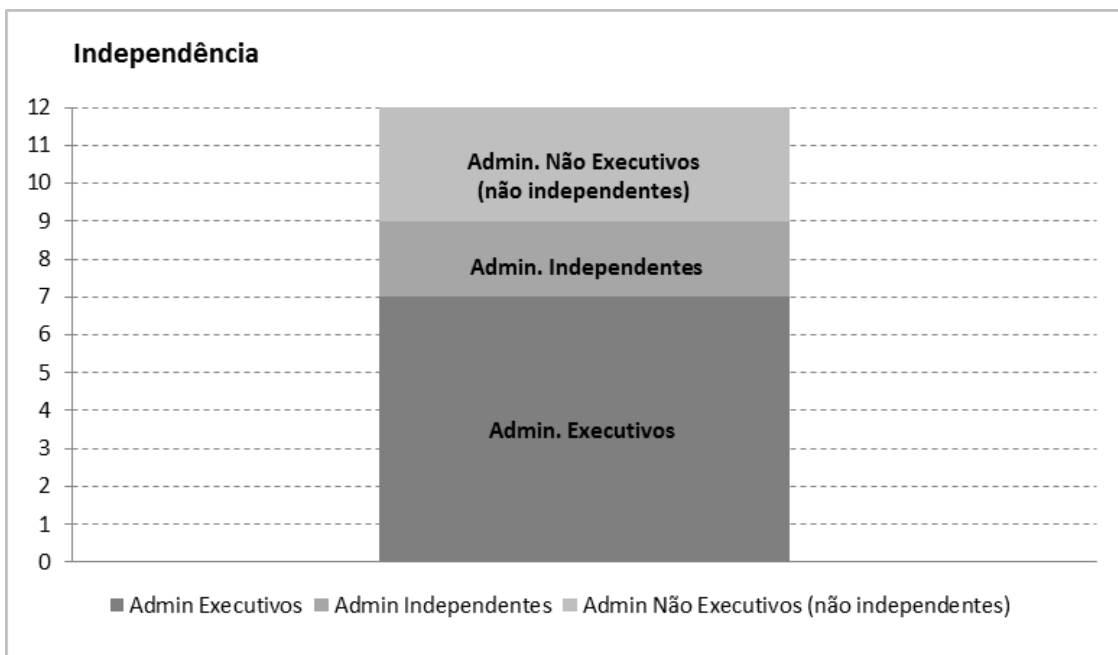 Independência
12
11
10
9
8
7
6
5
4
3
2
1
0
Admin. Não Executivos
(não independentes)
Admin. Independentes
Admin. Executivos
Admin Executivos Admin Independentes Admin Não Executivos (não independentes)